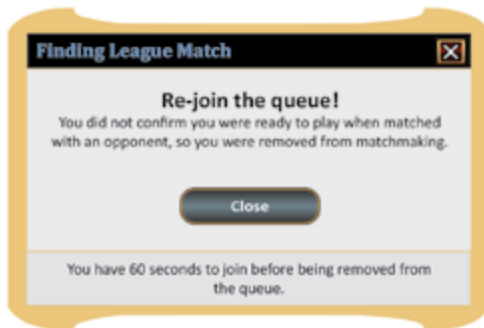 Finding League Match
Re-join the queue!
You did not confirm you were ready to play when matched
with an opponent, so you were removed from matchmaking.
Close
You have 60 seconds to join before being removed from
the queue.